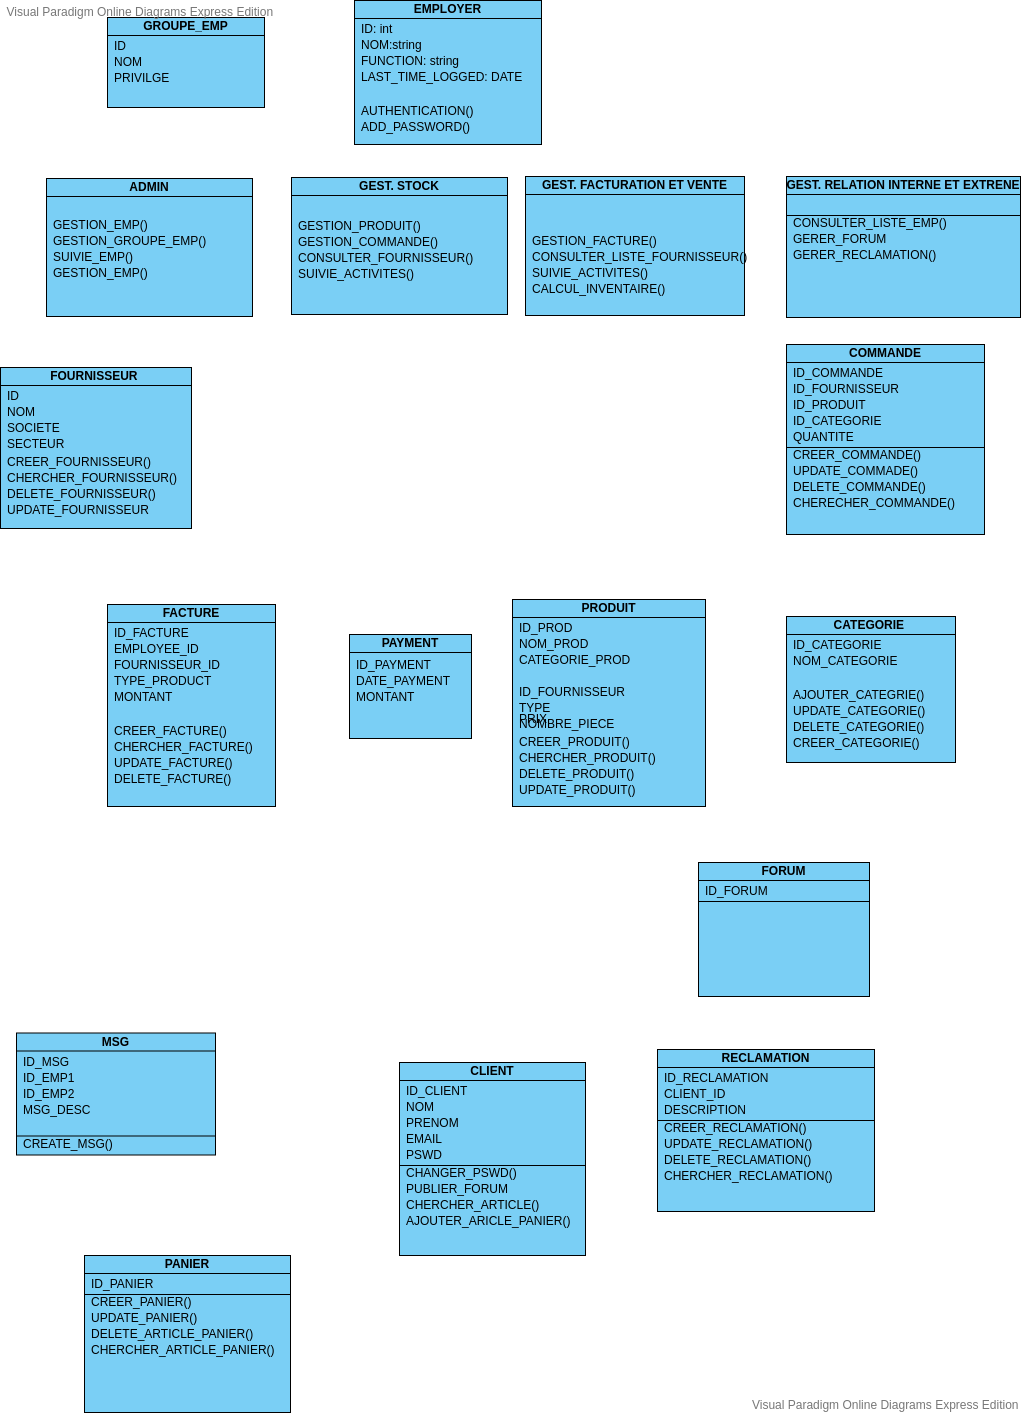 Visual Paradigm Online Diagrams Express Edition
GROUPE_EMP
ID
NOM
PRIVILGE
EMPLOYER
ID: int
NOM:string
FUNCTION: string
LAST_TIME_LOGGED: DATE
AUTHENTICATION()
ADD_PASSWORD()
ADMIN
GESTION_EMP()
GESTION_GROUPE_EMP()
SUIVIE_EMP()
GESTION_EMP()
GEST. STOCK
GESTION_PRODUIT()
GESTION_COMMANDE()
CONSULTER_FOURNISSEUR()
SUIVIE_ACTIVITES()
GEST. FACTURATION ET VENTE
GESTION_FACTURE()
CONSULTER_LISTE_FOURNISSEUR()
SUIVIE_ACTIVITES()
CALCUL_INVENTAIRE()
GEST. RELATION INTERNE ET EXTRENE
CONSULTER_LISTE_EMP()
GERER_FORUM
GERER_RECLAMATION()
FOURNISSEUR
ID
NOM
SOCIETE
SECTEUR
CREER_FOURNISSEUR()
CHERCHER_FOURNISSEUR()
DELETE_FOURNISSEUR()
UPDATE_FOURNISSEUR
COMMANDE
ID_COMMANDE
ID_FOURNISSEUR
ID_PRODUIT
ID_CATEGORIE
QUANTITE
CREER_COMMANDE()
UPDATE_COMMADE()
DELETE_COMMANDE()
CHERECHER_COMMANDE()
FACTURE
ID_FACTURE
EMPLOYEE_ID
FOURNISSEUR_ID
TYPE_PRODUCT
MONTANT
CREER_FACTURE()
CHERCHER_FACTURE()
UPDATE_FACTURE()
DELETE_FACTURE()
PAYMENT
ID_PAYMENT
DATE_PAYMENT
MONTANT
PRODUIT
ID_PROD
NOM_PROD
CATEGORIE_PROD
ID_FOURNISSEUR
TYPE
PRIX
NOMBRE_PIECE
CREER_PRODUIT()
CHERCHER_PRODUIT()
DELETE_PRODUIT()
UPDATE_PRODUIT()
CATEGORIE
ID_CATEGORIE
NOM_CATEGORIE
AJOUTER_CATEGRIE()
UPDATE_CATEGORIE()
DELETE_CATEGORIE()
CREER_CATEGORIE()
FORUM
ID_FORUM
MSG
ID_MSG
ID_EMP1
ID_EMP2
MSG_DESC
CREATE_MSG()
CLIENT
ID_CLIENT
NOM
PRENOM
EMAIL
PSWD
CHANGER_PSWD()
PUBLIER_FORUM
CHERCHER_ARTICLE()
AJOUTER_ARICLE_PANIER()
RECLAMATION
ID_RECLAMATION
CLIENT_ID
DESCRIPTION
CREER_RECLAMATION()
UPDATE_RECLAMATION()
DELETE_RECLAMATION()
CHERCHER_RECLAMATION()
PANIER
ID_PANIER
CREER_PANIER()
UPDATE_PANIER()
DELETE_ARTICLE_PANIER()
CHERCHER_ARTICLE_PANIER()
Visual Paradigm Online Diagrams Express Edition